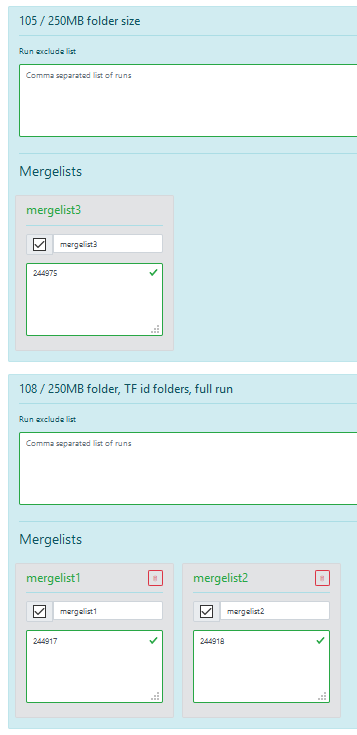 105 / 250MB folder size
Run exclude list
Comma separated list of runs
Mergelists
mergelist3
mergelist3
244975
108 / 250MB folder, TF id folders, full run
Run exclude list
Comma separated list of runs
Mergelists
mergelist1 mergelist2
mergelist1 mergelist2
244917 244918